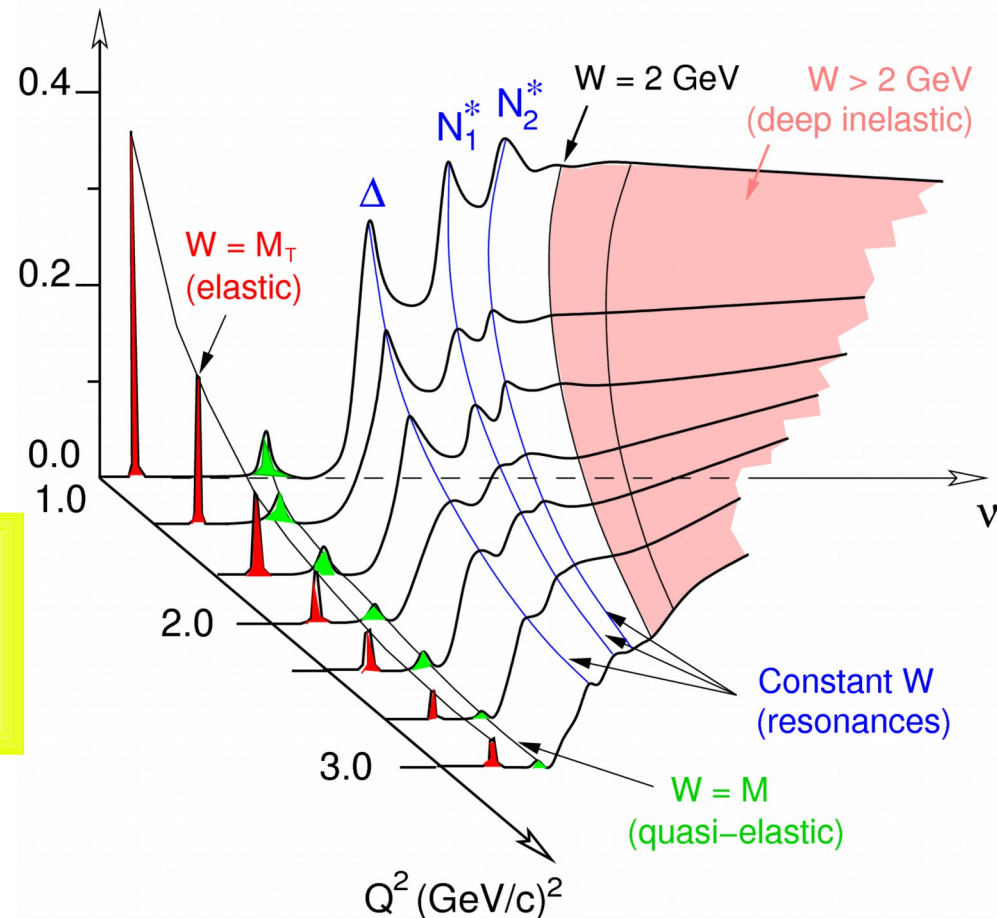 0.4
W = 2 GeV
W > 2 GeV
(deep inelastic)
N₁*
N₂*
Δ
0.2
W = M_T
(elastic)
0.0
1.0
ν
2.0
Constant W
(resonances)
3.0
W = M
(quasi−elastic)
Q² (GeV/c)²